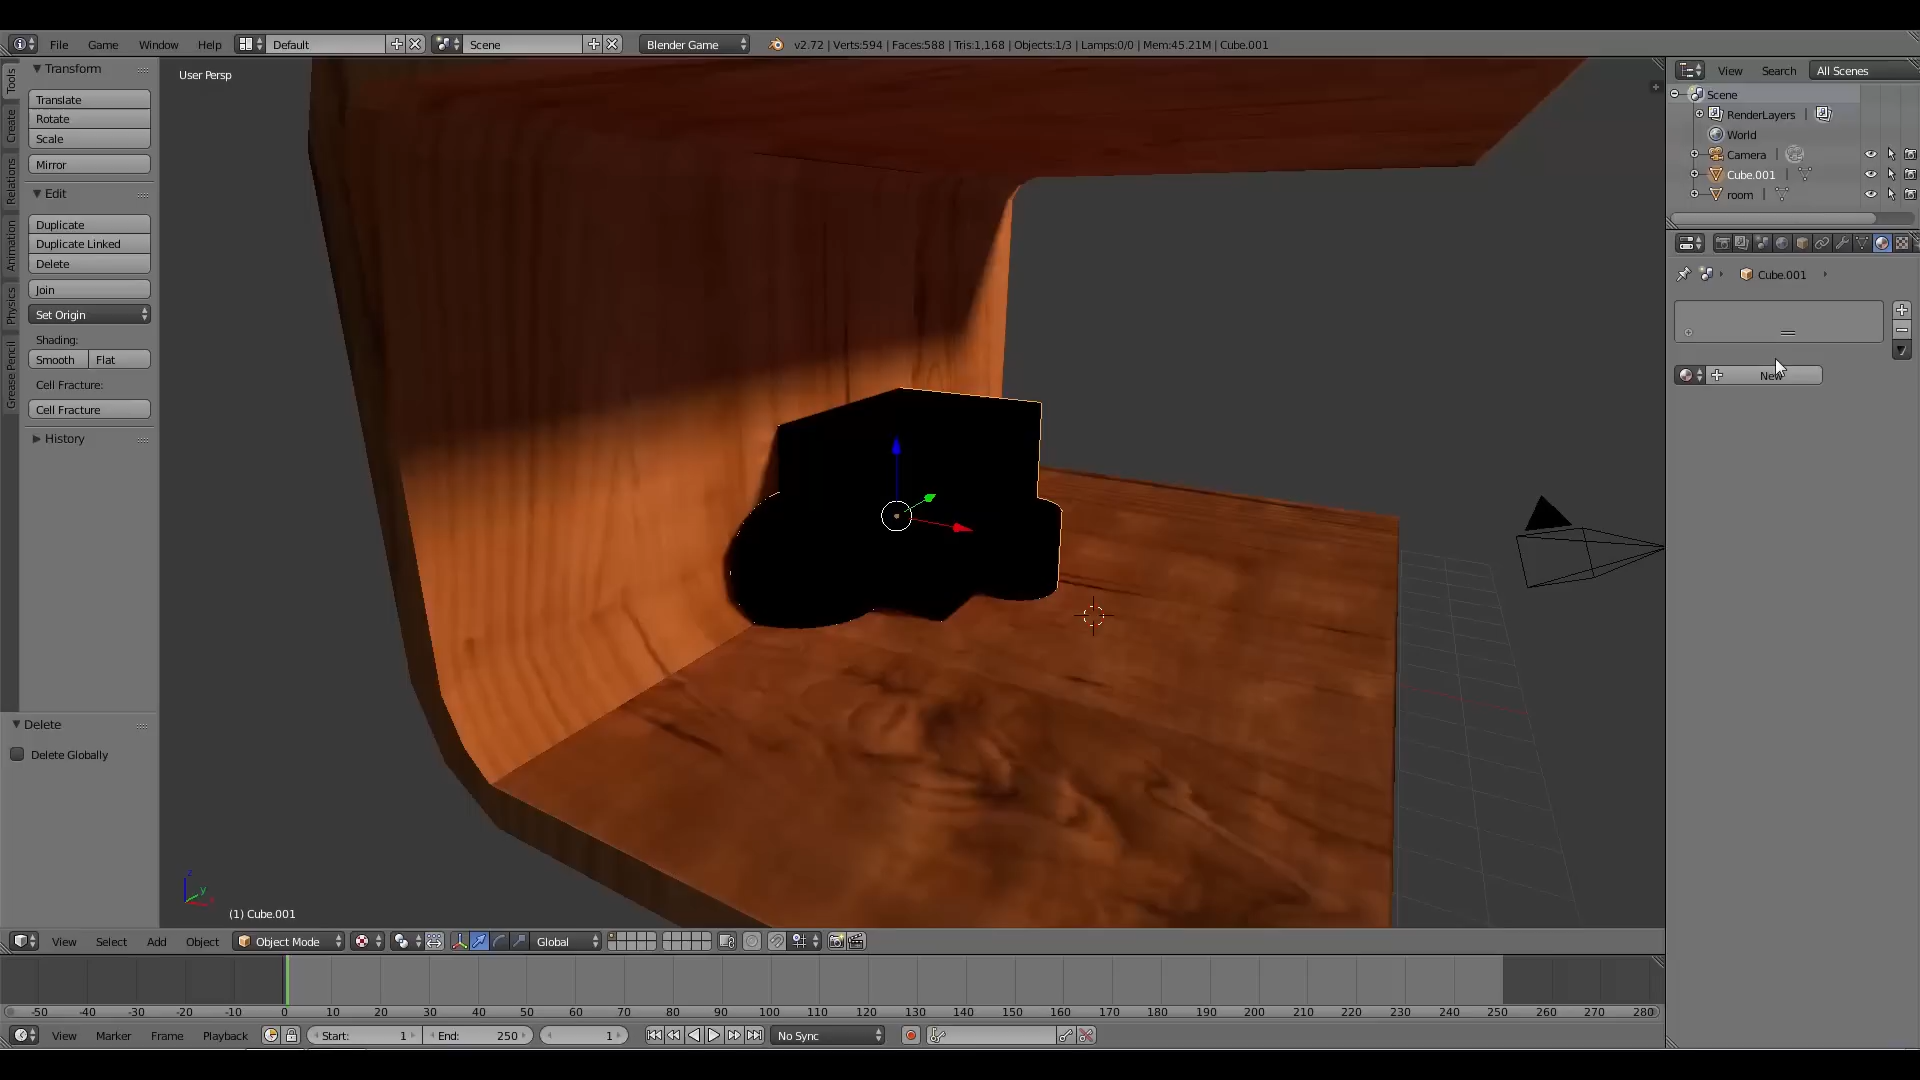 File Game Window Help Default Scene Blender Game v2.72 | Verts:594 | Faces:588 | Tris:1,168 | Objects:1/3 | Lamps:0/0 | Mem:45.21M | Cube.001
Tools
Create
Relations
Animation
Physics
Grease Pencil
Transform
Translate
Rotate
Scale
Mirror
Edit
Duplicate
Duplicate Linked
Delete
Join
Set Origin
Shading:
Smooth Flat
Cell Fracture:
Cell Fracture
History
Delete
Delete Globally
User Persp
z
y
(1) Cube.001
View Search All Scenes
Scene
RenderLayers |
World
Camera |
Cube.001 |
room |
Cube.001
New
View Select Add Object Object Mode Global
-50 -40 -30 -20 -10 0 10 20 30 40 50 60 70 80 90 100 110 120 130 140 150 160 170 180 190 200 210 220 230 240 250 260 270 280
View Marker Frame Playback Start: 1 End: 250 1 No Sync